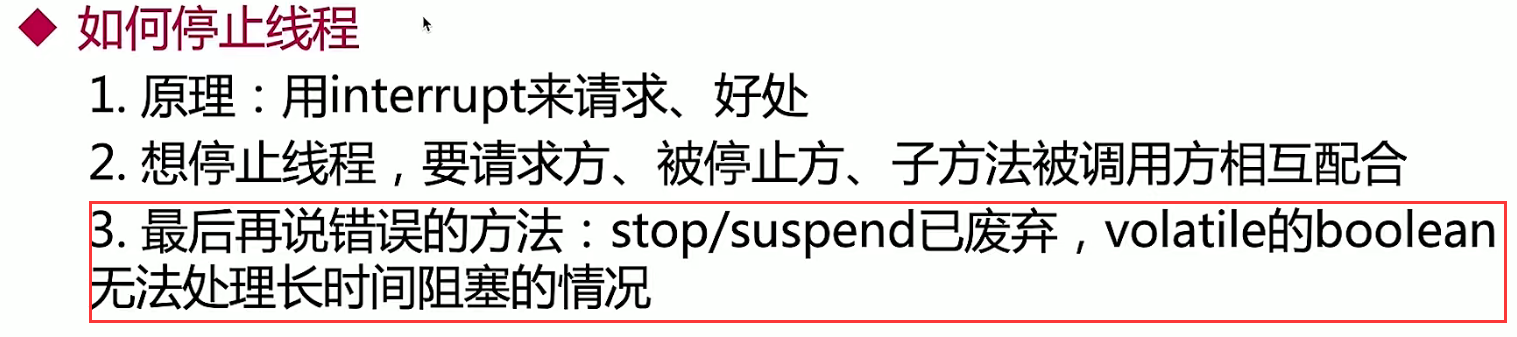 如何停止线程
1. 原理：用interrupt来请求、好处
2. 想停止线程，要请求方、被停止方、子方法被调用方相互配合
3. 最后再说错误的方法：stop/suspend已废弃，volatile的boolean
无法处理长时间阻塞的情况